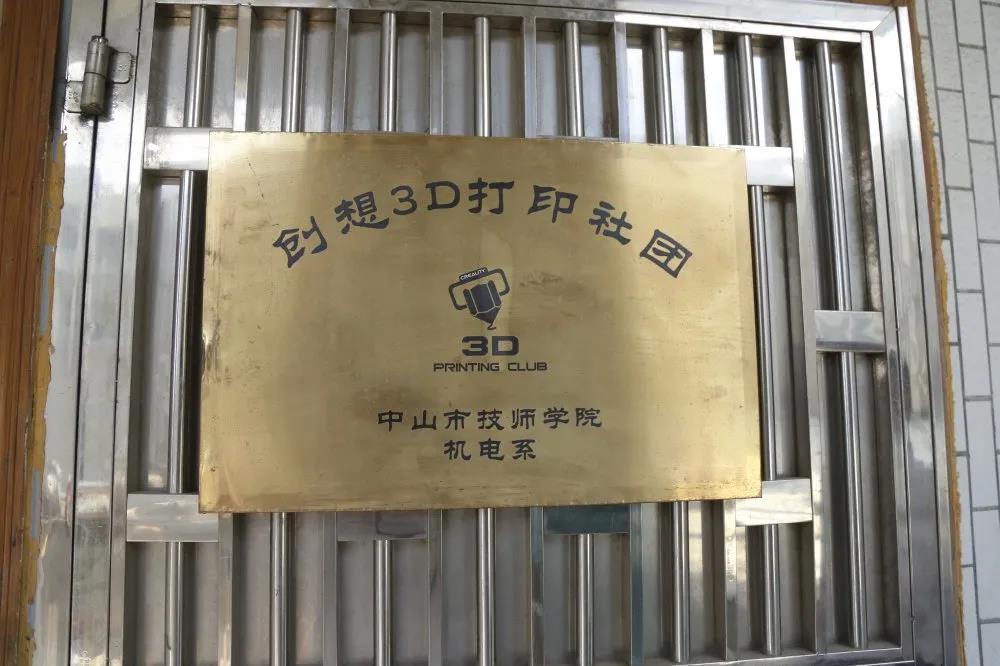 创想3D打印社团
CREALITY
3D
PRINTING CLUB
中山市技师学院
机电系